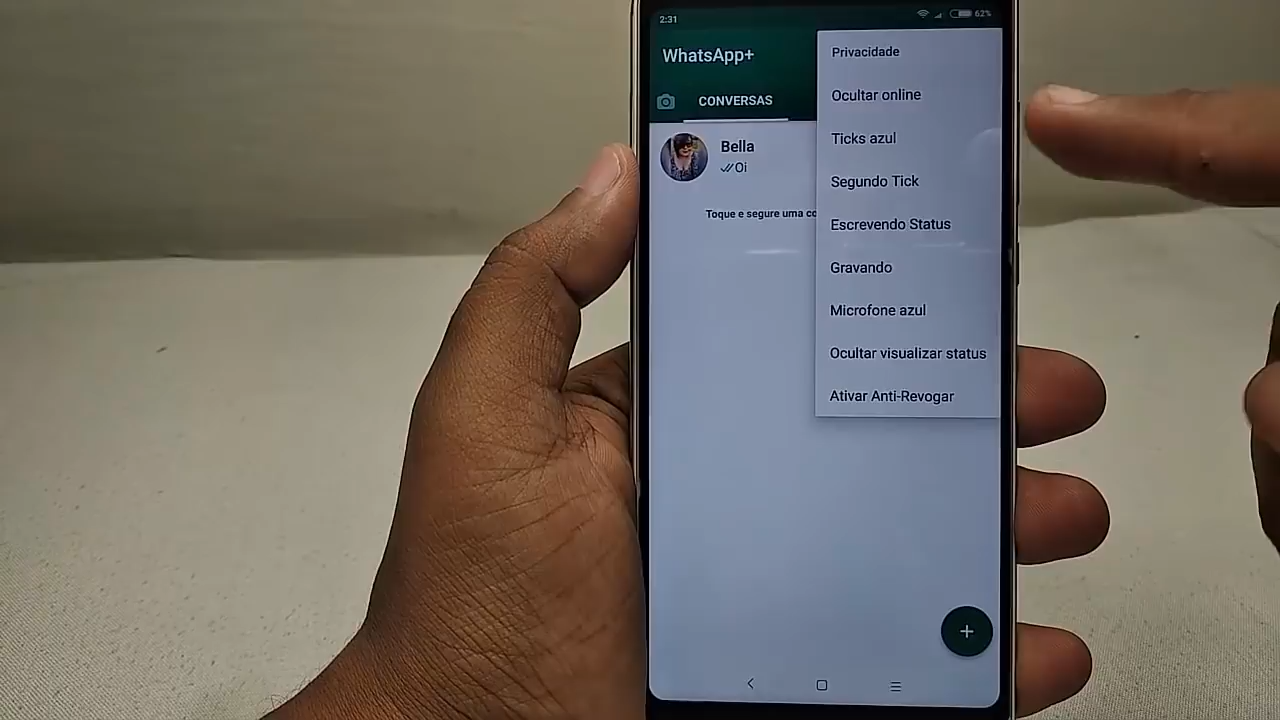 2:31
62%
WhatsApp+
CONVERSAS
Bella
Oi
Toque e segure uma co
Privacidade
Ocultar online
Ticks azul
Segundo Tick
Escrevendo Status
Gravando
Microfone azul
Ocultar visualizar status
Ativar Anti-Revogar